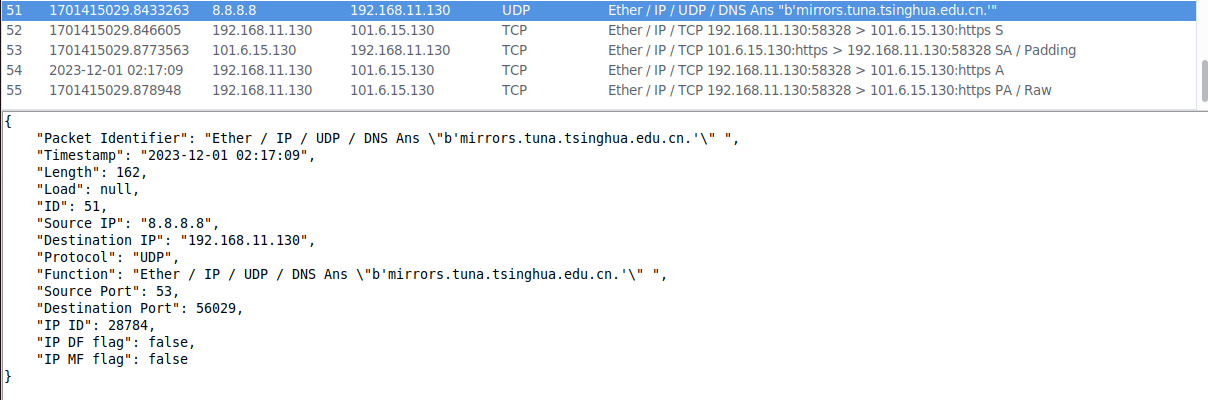 51 1701415029.8433263 8.8.8.8 192.168.11.130 UDP Ether / IP / UDP / DNS Ans "b'mirrors.tuna.tsinghua.edu.cn.'"
52 1701415029.846605 192.168.11.130 101.6.15.130 TCP Ether / IP / TCP 192.168.11.130:58328 > 101.6.15.130:https S
53 1701415029.8773563 101.6.15.130 192.168.11.130 TCP Ether / IP / TCP 101.6.15.130:https > 192.168.11.130:58328 SA / Padding
54 2023-12-01 02:17:09 192.168.11.130 101.6.15.130 TCP Ether / IP / TCP 192.168.11.130:58328 > 101.6.15.130:https A
55 1701415029.878948 192.168.11.130 101.6.15.130 TCP Ether / IP / TCP 192.168.11.130:58328 > 101.6.15.130:https PA / Raw
{
    "Packet Identifier": "Ether / IP / UDP / DNS Ans \"b'mirrors.tuna.tsinghua.edu.cn.'\" ",
    "Timestamp": "2023-12-01 02:17:09",
    "Length": 162,
    "Load": null,
    "ID": 51,
    "Source IP": "8.8.8.8",
    "Destination IP": "192.168.11.130",
    "Protocol": "UDP",
    "Function": "Ether / IP / UDP / DNS Ans \"b'mirrors.tuna.tsinghua.edu.cn.'\" ",
    "Source Port": 53,
    "Destination Port": 56029,
    "IP ID": 28784,
    "IP DF flag": false,
    "IP MF flag": false
}